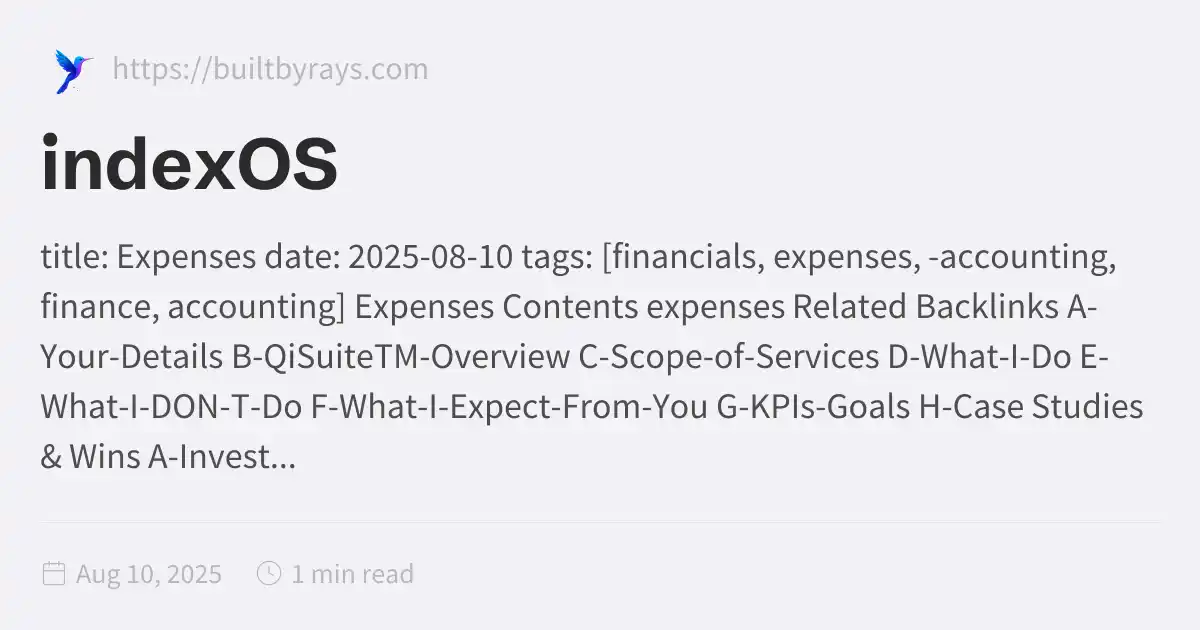 https://builtbyrays.com
indexOS
title: Expenses date: 2025-08-10 tags: [financials, expenses, -accounting,
finance, accounting] Expenses Contents expenses Related Backlinks A-
Your-Details B-QiSuiteTM-Overview C-Scope-of-Services D-What-I-Do E-
What-I-DON-T-Do F-What-I-Expect-From-You G-KPIs-Goals H-Case Studies
& Wins A-Invest...
Aug 10, 2025 1 min read